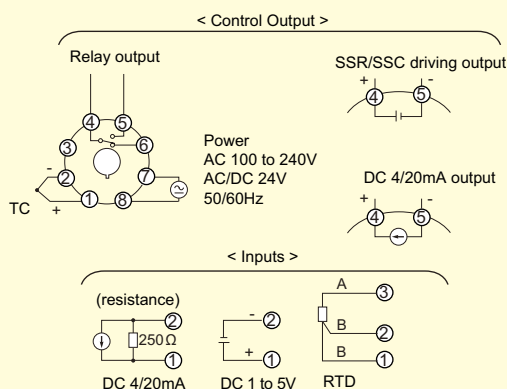 < Control Output >
Relay output
SSR/SSC driving output
+ -
4 5
4 5
3 6
2 7
1 8
-
+
TC
Power
AC 100 to 240V
AC/DC 24V
50/60Hz
DC 4/20mA output
+ -
4 5
< Inputs >
(resistance)
2
250Ω
1
DC 4/20mA
- 2
+ 1
DC 1 to 5V
A 3
B 2
B 1
RTD